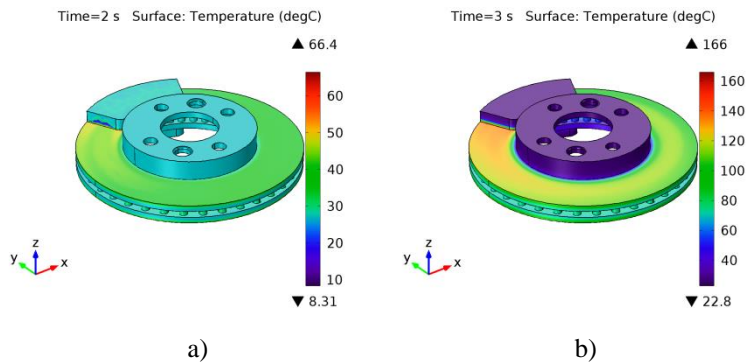 Time=2 s   Surface: Temperature (degC)
▲ 66.4
60
50
40
30
20
10
▼ 8.31
z
y
x
a)
Time=3 s   Surface: Temperature (degC)
▲ 166
160
140
120
100
80
60
40
▼ 22.8
z
y
x
b)